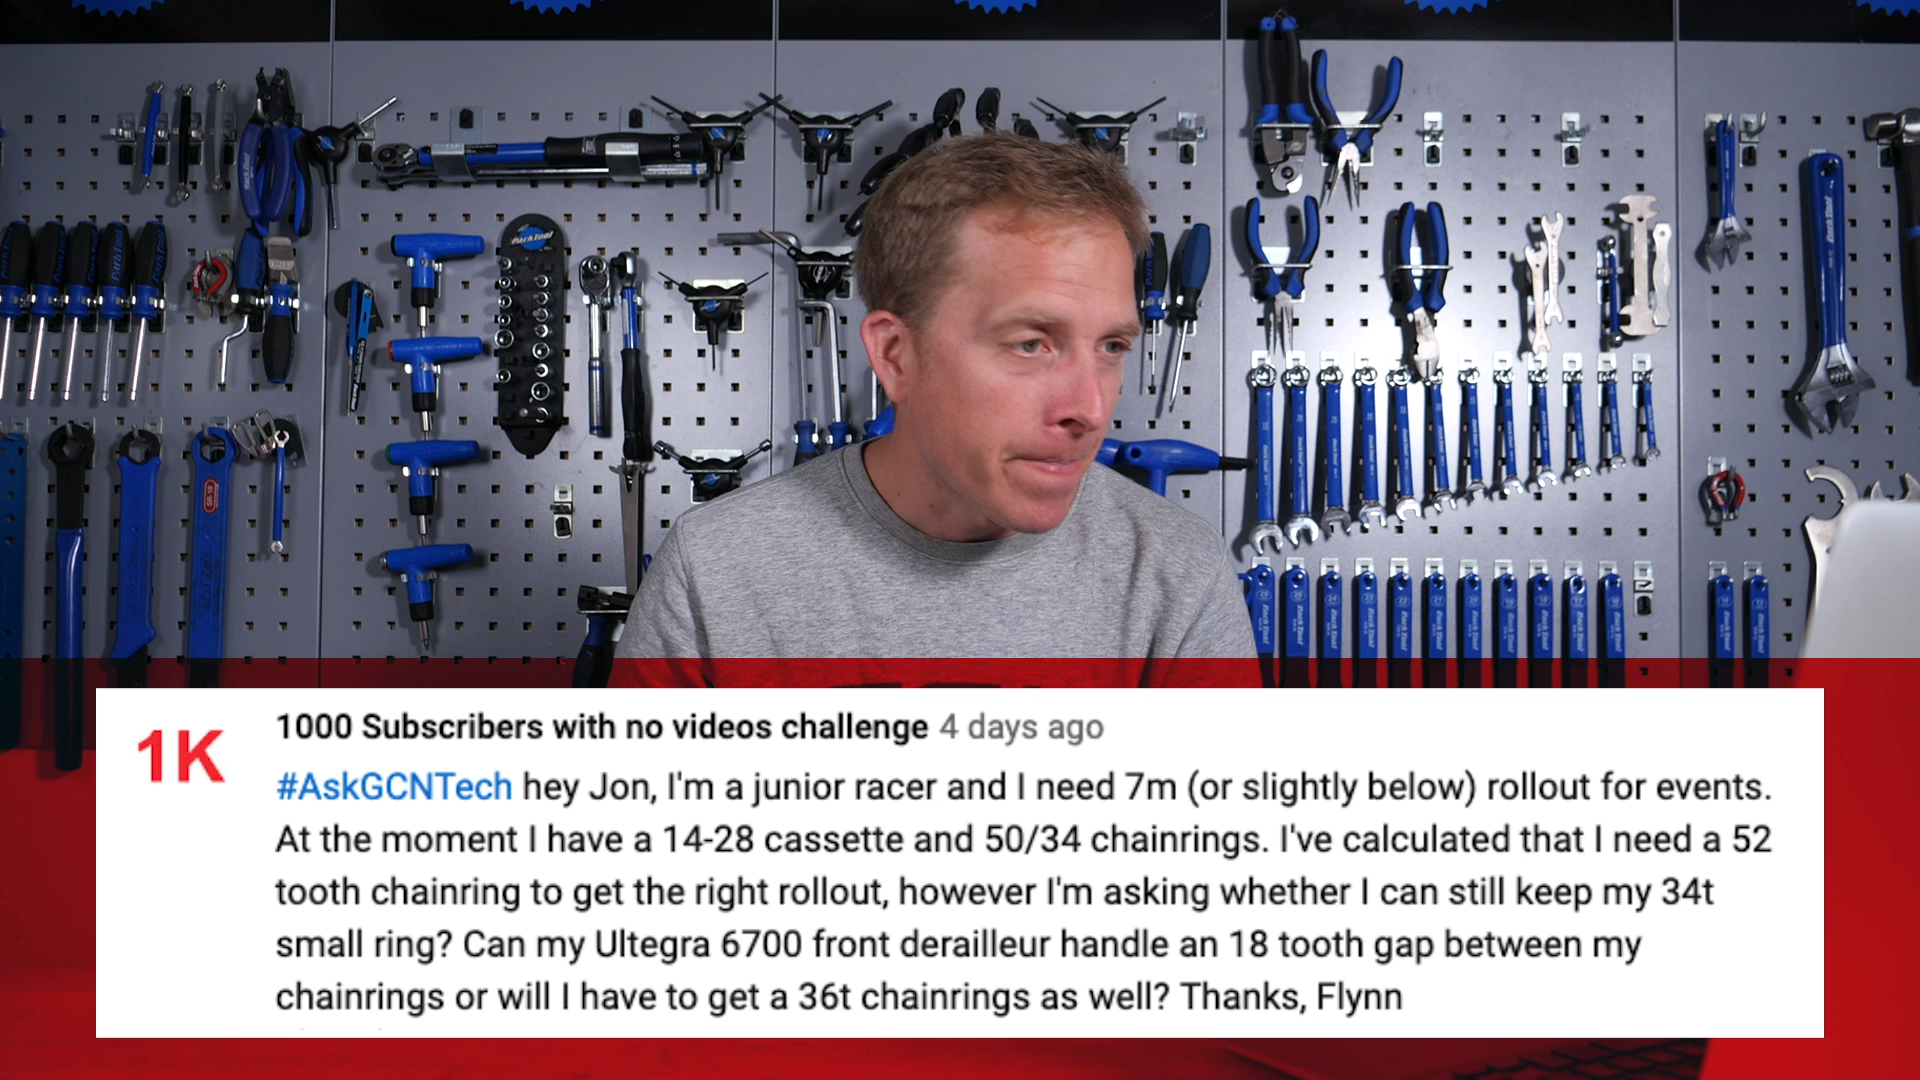 ParkTool
1K
1000 Subscribers with no videos challenge 4 days ago
#AskGCNTech hey Jon, I'm a junior racer and I need 7m (or slightly below) rollout for events.
At the moment I have a 14-28 cassette and 50/34 chainrings. I've calculated that I need a 52
tooth chainring to get the right rollout, however I'm asking whether I can still keep my 34t
small ring? Can my Ultegra 6700 front derailleur handle an 18 tooth gap between my
chainrings or will I have to get a 36t chainrings as well? Thanks, Flynn